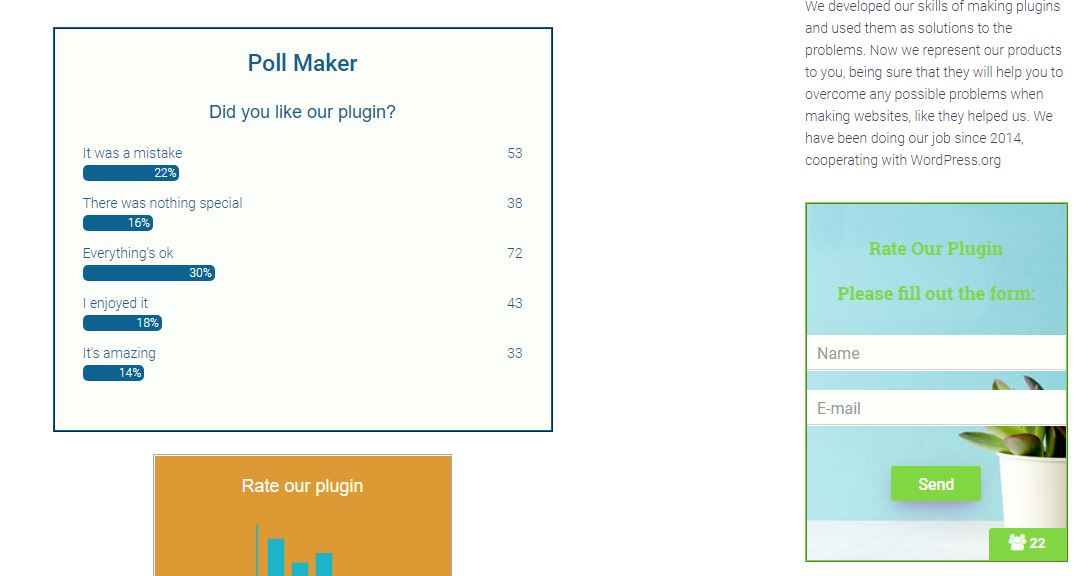 We developed our skills of making plugins
and used them as solutions to the
problems. Now we represent our products
to you, being sure that they will help you to
overcome any possible problems when
making websites, like they helped us. We
have been doing our job since 2014,
cooperating with WordPress.org
Poll Maker
Did you like our plugin?
It was a mistake 53
22%
There was nothing special 38
16%
Everything's ok 72
30%
I enjoyed it 43
18%
It's amazing 33
14%
Rate our plugin
Rate Our Plugin
Please fill out the form:
Name
E-mail
Send
22